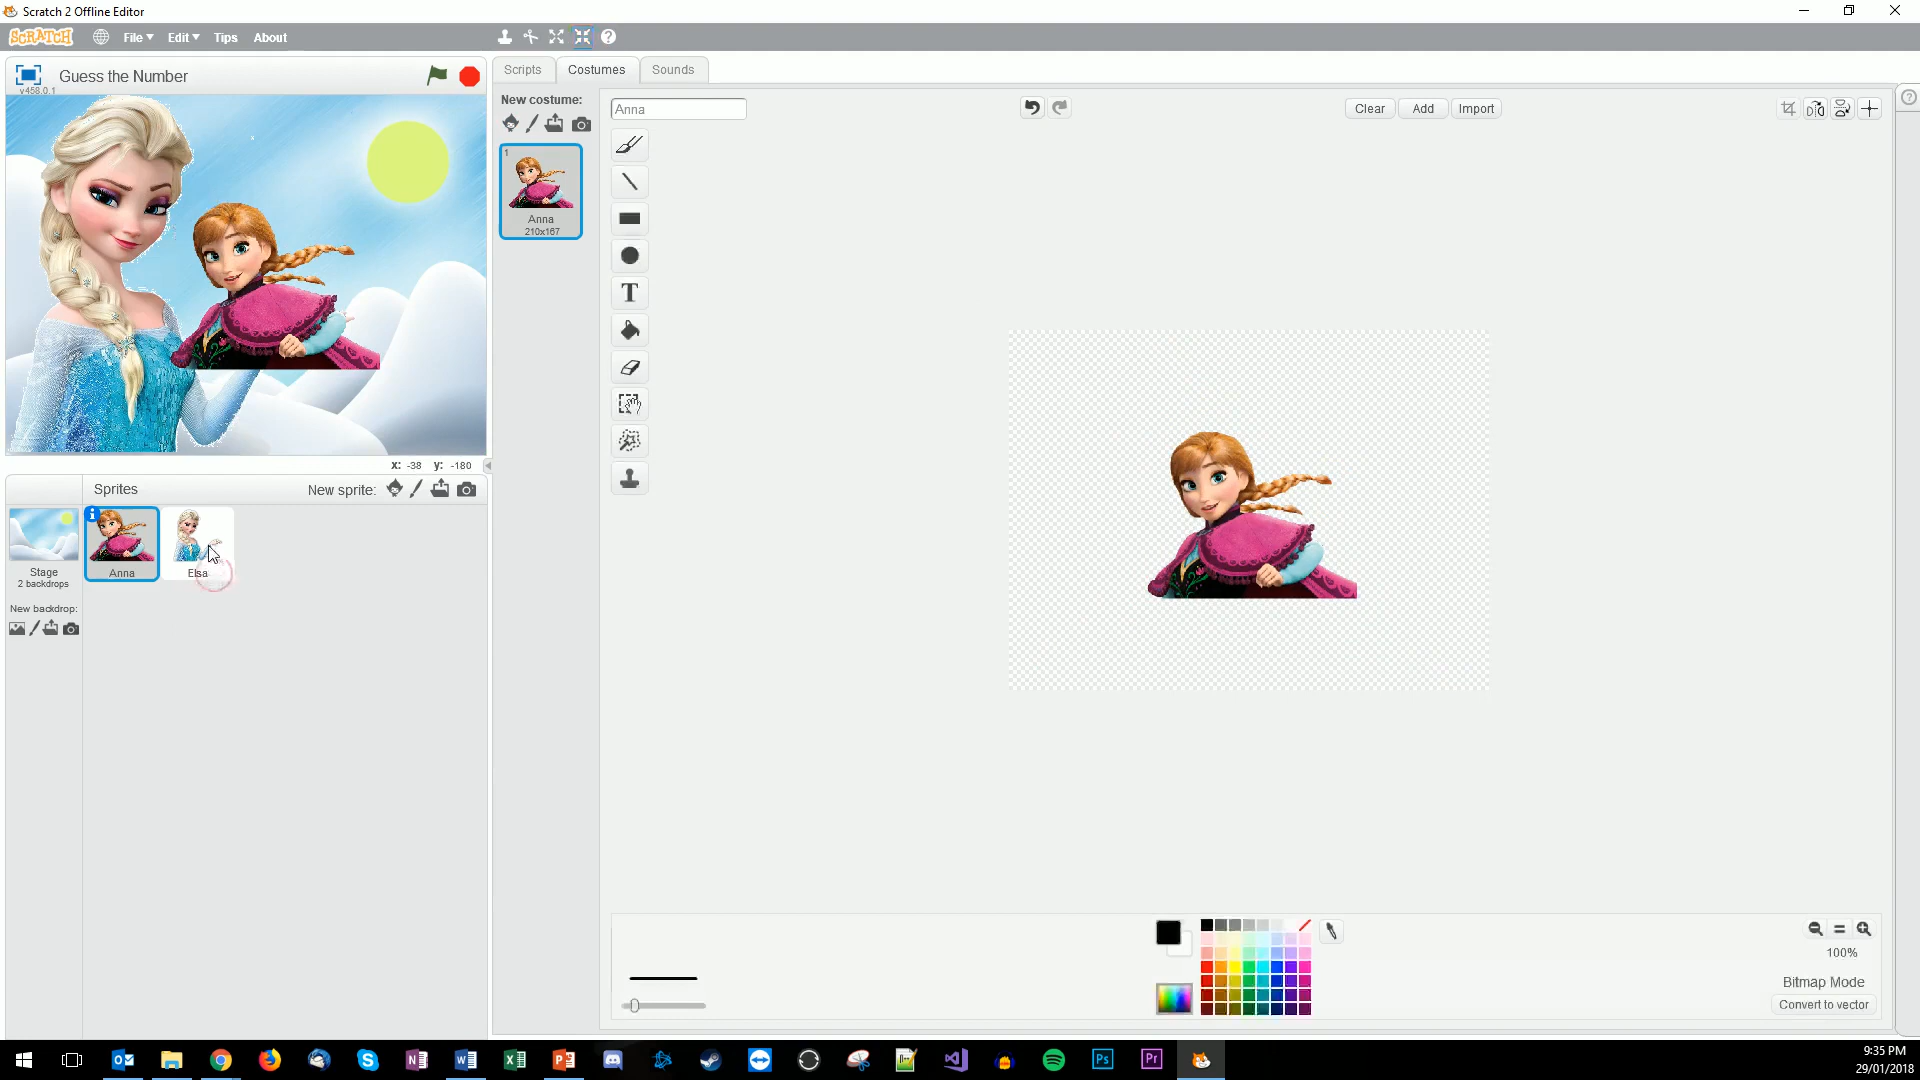 Scratch 2 Offline Editor
SCRATCH File Edit Tips About
v458.0.1
Guess the Number
Scripts Costumes Sounds
New costume:
1
Anna
210x167
Anna
Clear Add Import
T
x: -38 y: -180
Sprites
New sprite:
Stage
2 backdrops
Anna
Elsa
New backdrop:
100%
Bitmap Mode
Convert to vector
9:35 PM
29/01/2018